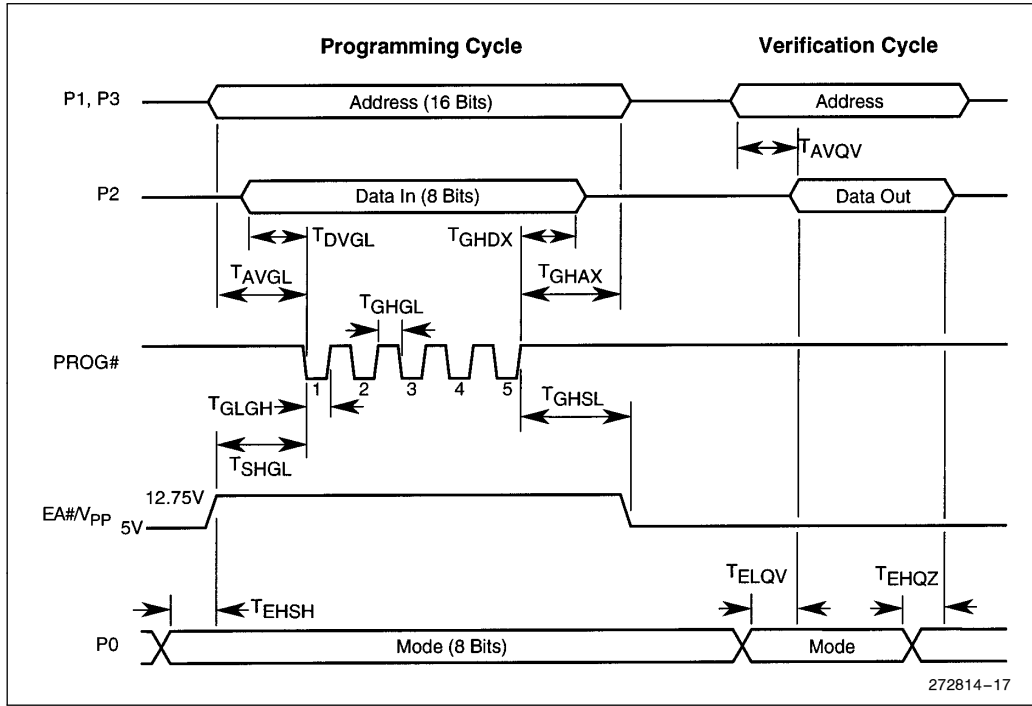 Programming Cycle
Verification Cycle
P1, P3
Address (16 Bits)
Address
TAVQV
P2
Data In (8 Bits)
Data Out
TDVGL
TGHDX
TAVGL
TGHAX
TGHGL
PROG#
1 2 3 4 5
TGLGH
TGHSL
TSHGL
12.75V
EA#/VPP
5V
TELQV
TEHQZ
TEHSH
P0
Mode (8 Bits)
Mode
272814–17